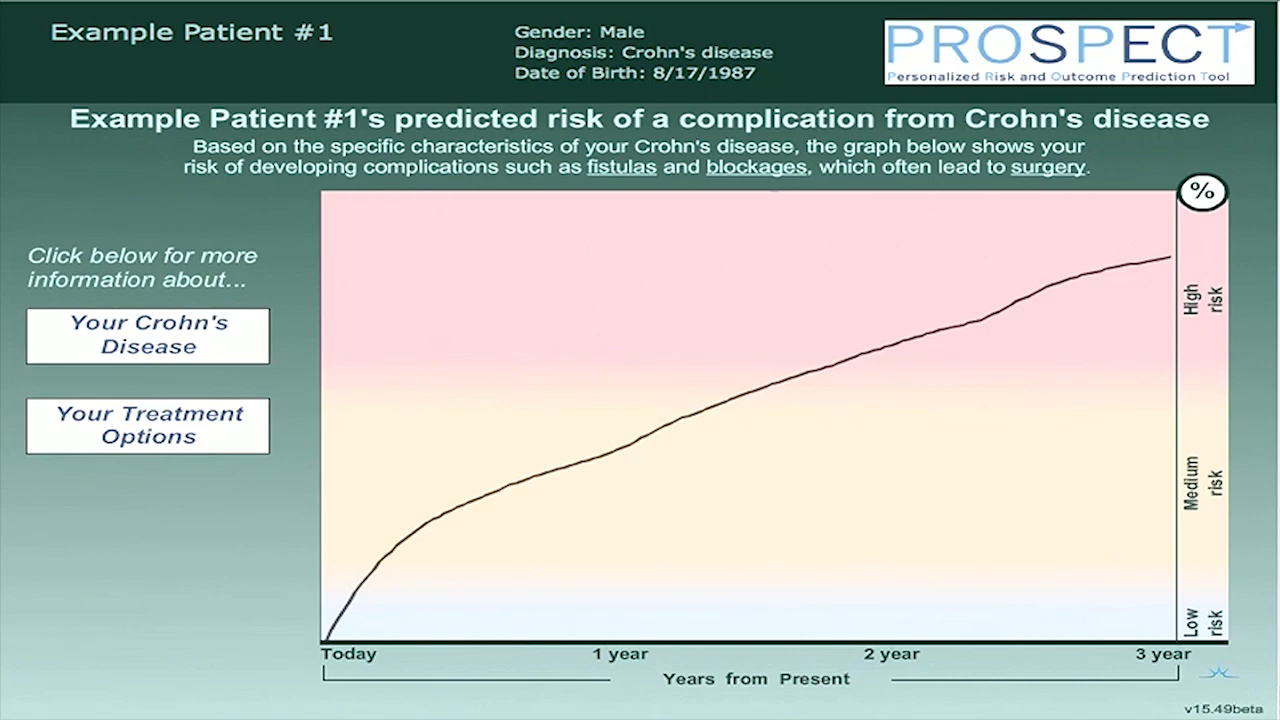 Example Patient #1
Gender: Male
Diagnosis: Crohn's disease
Date of Birth: 8/17/1987
PROSPECT
Personalized Risk and Outcome Prediction Tool
Example Patient #1's predicted risk of a complication from Crohn's disease
Based on the specific characteristics of your Crohn's disease, the graph below shows your
risk of developing complications such as fistulas and blockages, which often lead to surgery.
%
Click below for more
information about...
Your Crohn's
Disease
Your Treatment
Options
High
risk
Medium
risk
Low
risk
Today
1 year
2 year
3 year
Years from Present
v15.49beta